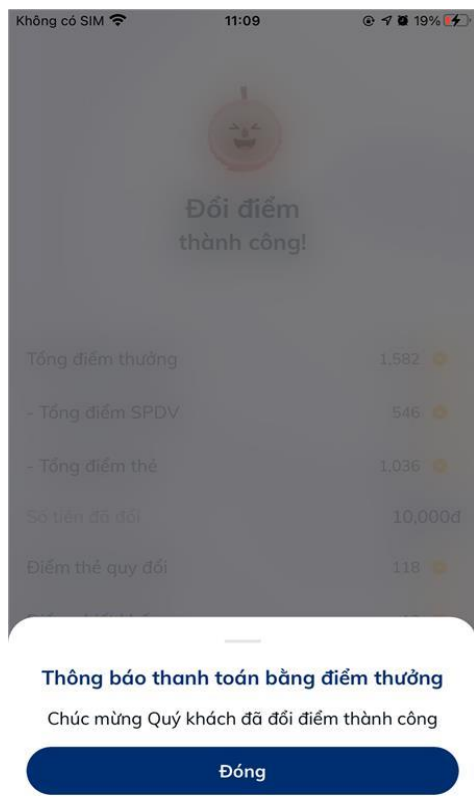 Không có SIM 11:09 19%
Đổi điểm
thành công!
Tổng điểm thưởng 1,582
- Tổng điểm SPDV 546
- Tổng điểm thẻ 1,036
Số tiền đã đổi 10,000đ
Điểm thẻ quy đổi 118
Thông báo thanh toán bằng điểm thưởng
Chúc mừng Quý khách đã đổi điểm thành công
Đóng